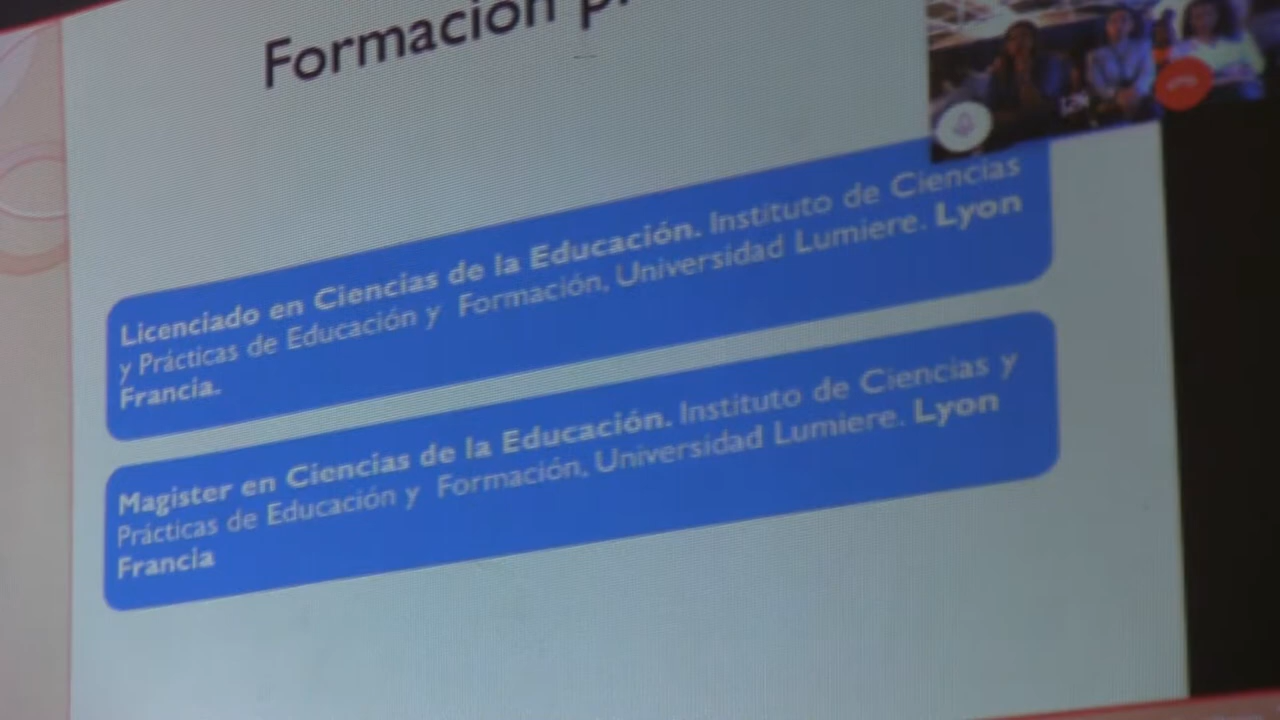 Formación
Licenciado en Ciencias de la Educación. Instituto de Ciencias
y Prácticas de Educación y Formación, Universidad Lumiere. Lyon
Francia.
Magister en Ciencias de la Educación. Instituto de Ciencias y
Prácticas de Educación y Formación, Universidad Lumiere. Lyon
Francia